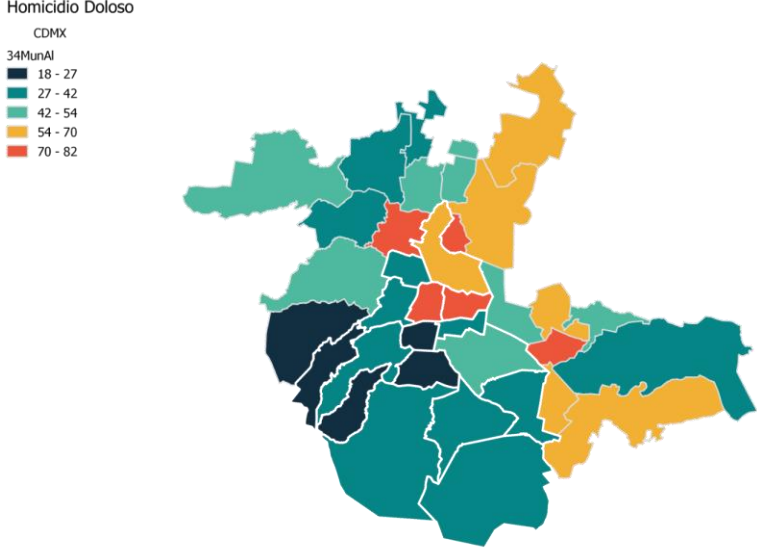 Homicidio Doloso
CDMX
34MunAl
18 - 27
27 - 42
42 - 54
54 - 70
70 - 82